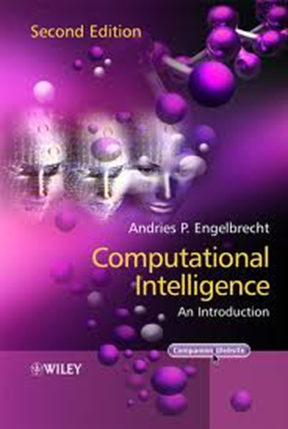 Second Edition
Andries P. Engelbrecht
Computational
Intelligence
An Introduction
Companion Website
WILEY